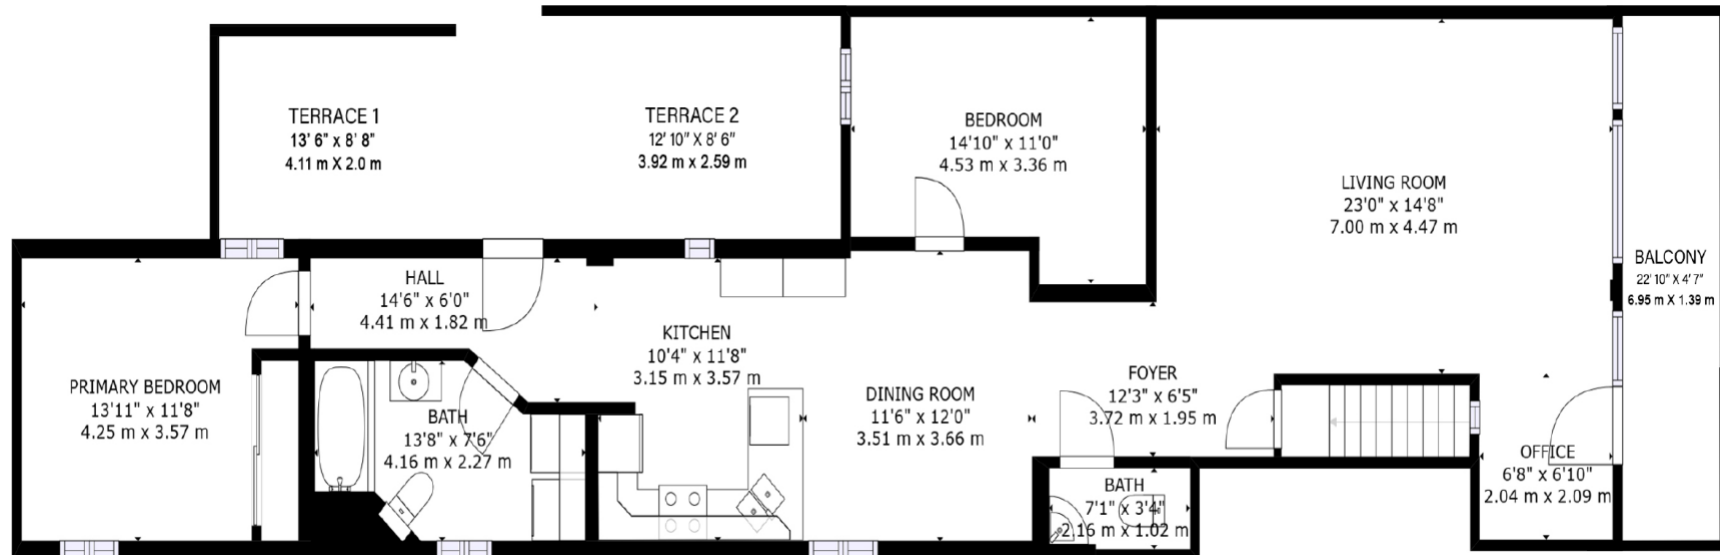 TERRACE 1
13' 6" x 8' 8"
4.11 m X 2.0 m
TERRACE 2
12' 10" X 8' 6"
3.92 m x 2.59 m
BEDROOM
14'10" x 11'0"
4.53 m x 3.36 m
LIVING ROOM
23'0" x 14'8"
7.00 m x 4.47 m
BALCONY
22' 10" X 4' 7"
6.95 m X 1.39 m
HALL
14'6" x 6'0"
4.41 m x 1.82 m
KITCHEN
10'4" x 11'8"
3.15 m x 3.57 m
PRIMARY BEDROOM
13'11" x 11'8"
4.25 m x 3.57 m
BATH
13'8" x 7'6"
4.16 m x 2.27 m
DINING ROOM
11'6" x 12'0"
3.51 m x 3.66 m
FOYER
12'3" x 6'5"
3.72 m x 1.95 m
OFFICE
6'8" x 6'10"
2.04 m x 2.09 m
BATH
7'1" x 3'4"
2.16 m x 1.02 m